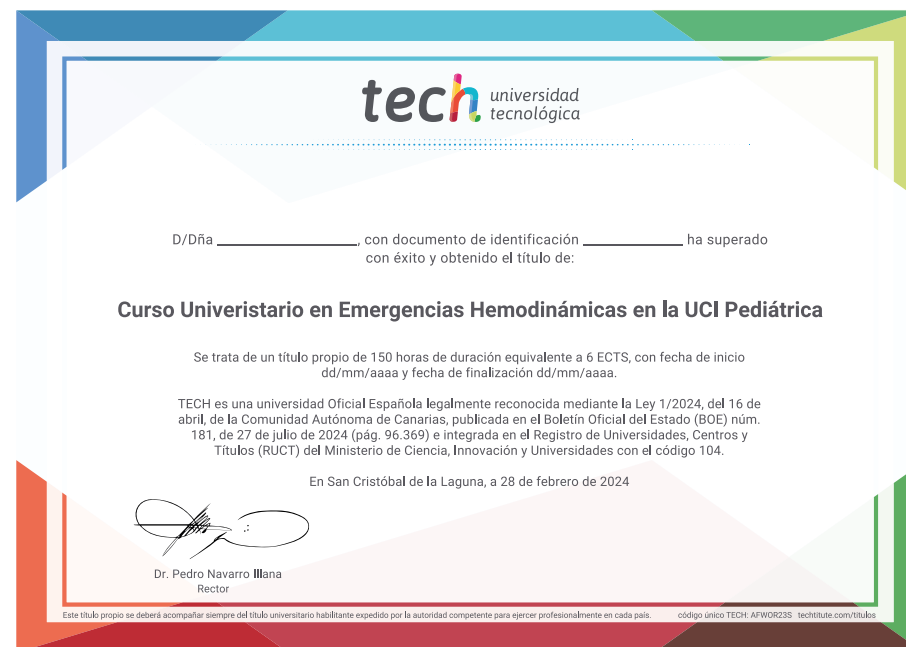 tech universidad
tecnológica
D/Dña ____________________, con documento de identificación ______________ ha superado
con éxito y obtenido el título de:
Curso Univeristario en Emergencias Hemodinámicas en la UCI Pediátrica
Se trata de un título propio de 150 horas de duración equivalente a 6 ECTS, con fecha de inicio
dd/mm/aaaa y fecha de finalización dd/mm/aaaa.
TECH es una universidad Oficial Española legalmente reconocida mediante la Ley 1/2024, del 16 de
abril, de la Comunidad Autónoma de Canarias, publicada en el Boletín Oficial del Estado (BOE) núm.
181, de 27 de julio de 2024 (pág. 96.369) e integrada en el Registro de Universidades, Centros y
Títulos (RUCT) del Ministerio de Ciencia, Innovación y Universidades con el código 104.
En San Cristóbal de la Laguna, a 28 de febrero de 2024
Dr. Pedro Navarro Illana
Rector
Este título propio se deberá acompañar siempre del título universitario habilitante expedido por la autoridad competente para ejercer profesionalmente en cada país. código único TECH: AFWOR23S techtitute.com/títulos